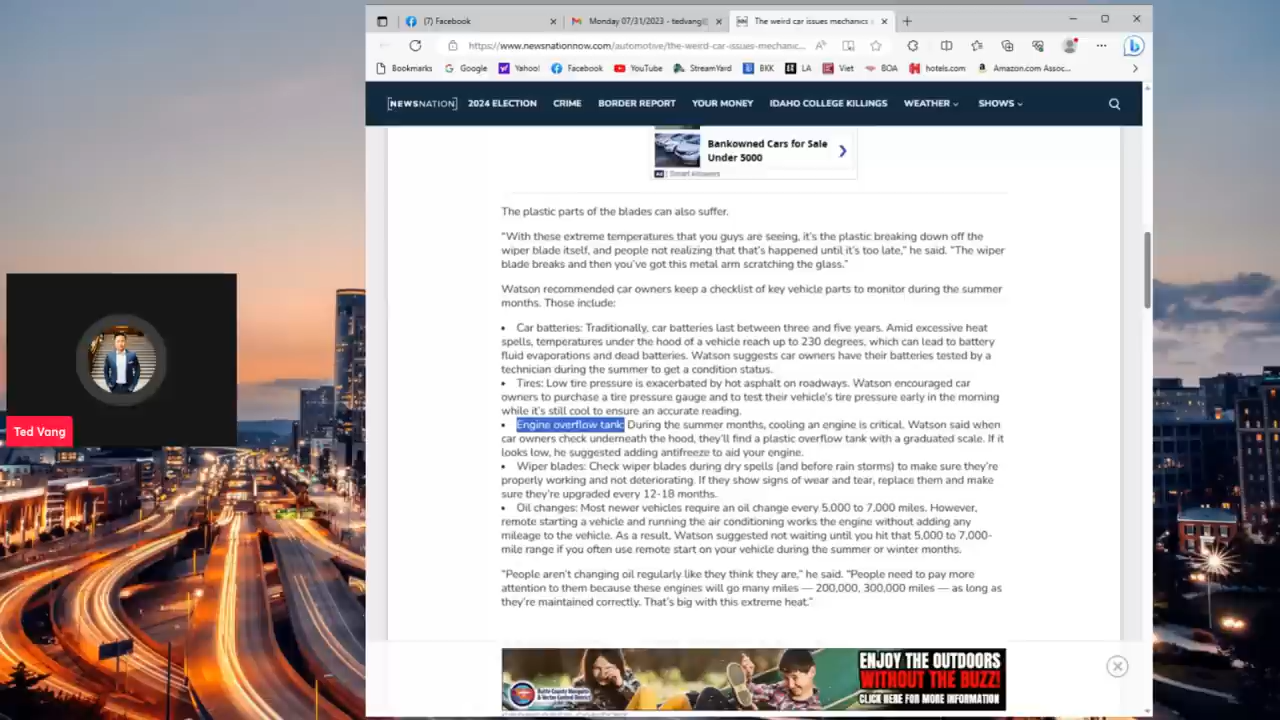 (7) Facebook
Monday 07/31/2023 - tedvang@
The weird car issues mechanics
https://www.newsnationnow.com/automotive/the-weird-car-issues-mechanic...
Bookmarks Google Yahoo! Facebook YouTube StreamYard BKK LA Viet BOA hotels.com Amazon.com Assoc...
[NEWSNATION] 2024 ELECTION CRIME BORDER REPORT YOUR MONEY IDAHO COLLEGE KILLINGS WEATHER SHOWS
Bankowned Cars for Sale
Under 5000
Ad | Smart Answers
The plastic parts of the blades can also suffer.
“With these extreme temperatures that you guys are seeing, it’s the plastic breaking down off the
wiper blade itself, and people not realizing that that’s happened until it’s too late,” he said. “The wiper
blade breaks and then you’ve got this metal arm scratching the glass.”
Watson recommended car owners keep a checklist of key vehicle parts to monitor during the summer
months. Those include:
• Car batteries: Traditionally, car batteries last between three and five years. Amid excessive heat
spells, temperatures under the hood of a vehicle reach up to 230 degrees, which can lead to battery
fluid evaporations and dead batteries. Watson suggests car owners have their batteries tested by a
technician during the summer to get a condition status.
• Tires: Low tire pressure is exacerbated by hot asphalt on roadways. Watson encouraged car
owners to purchase a tire pressure gauge and to test their vehicle’s tire pressure early in the morning
while it’s still cool to ensure an accurate reading.
• Engine overflow tank: During the summer months, cooling an engine is critical. Watson said when
car owners check underneath the hood, they’ll find a plastic overflow tank with a graduated scale. If it
looks low, he suggested adding antifreeze to aid your engine.
• Wiper blades: Check wiper blades during dry spells (and before rain storms) to make sure they’re
properly working and not deteriorating. If they show signs of wear and tear, replace them and make
sure they’re upgraded every 12-18 months.
• Oil changes: Most newer vehicles require an oil change every 5,000 to 7,000 miles. However,
remote starting a vehicle and running the air conditioning works the engine without adding any
mileage to the vehicle. As a result, Watson suggested not waiting until you hit that 5,000 to 7,000-
mile range if you often use remote start on your vehicle during the summer or winter months.
“People aren’t changing oil regularly like they think they are,” he said. “People need to pay more
attention to them because these engines will go many miles — 200,000, 300,000 miles — as long as
they’re maintained correctly. That’s big with this extreme heat.”
Butte County Mosquito
& Vector Control District
ENJOY THE OUTDOORS
WITHOUT THE BUZZ!
CLICK HERE FOR MORE INFORMATION
Ted Vang